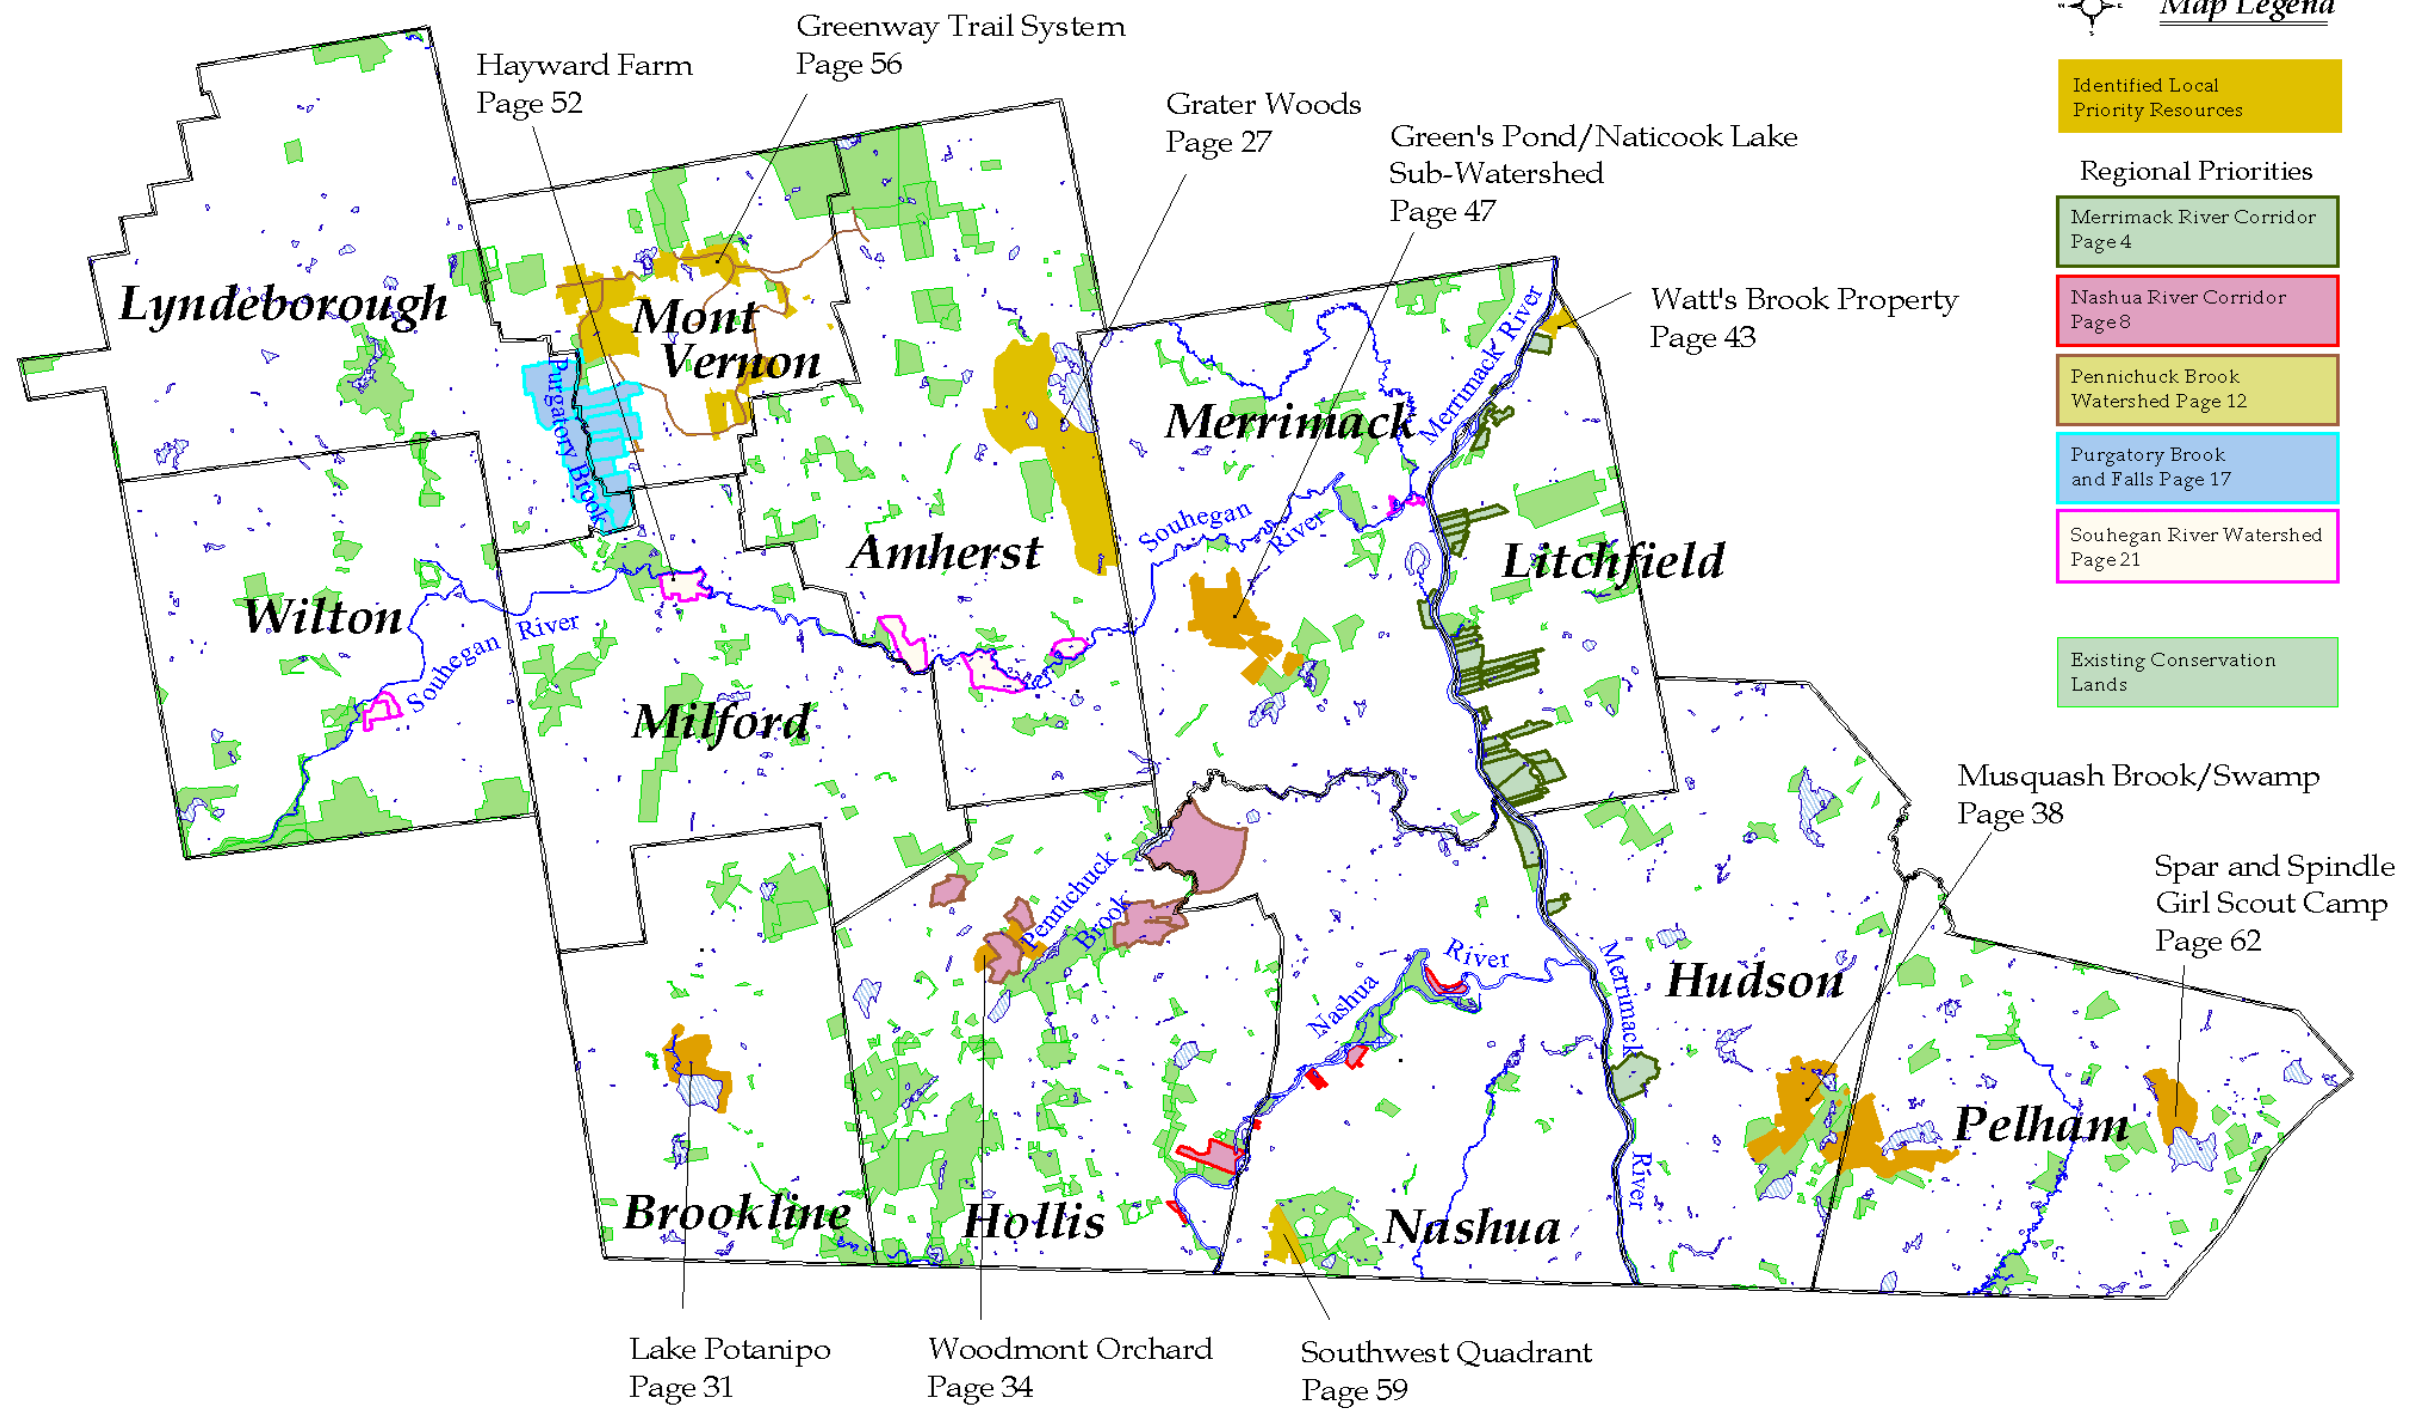 Greenway Trail System
Page 56
Hayward Farm
Page 52
Grater Woods
Page 27
Green's Pond/Naticook Lake
Sub-Watershed
Page 47
Watt's Brook Property
Page 43
W E
S
Map Legend
Identified Local
Priority Resources
Regional Priorities
Merrimack River Corridor
Page 4
Nashua River Corridor
Page 8
Pennichuck Brook
Watershed Page 12
Purgatory Brook
and Falls Page 17
Souhegan River Watershed
Page 21
Existing Conservation
Lands
Lyndeborough
Mont
Vernon
Purgatory Brook
Merrimack
Merrimack River
Amherst
Souhegan
River
Litchfield
Wilton
Souhegan River
Milford
Musquash Brook/Swamp
Page 38
Spar and Spindle
Girl Scout Camp
Page 62
Pennichuck
Brook
Nashua
River
Merrimack
River
Hudson
Pelham
Brookline
Hollis
Nashua
Lake Potanipo
Page 31
Woodmont Orchard
Page 34
Southwest Quadrant
Page 59